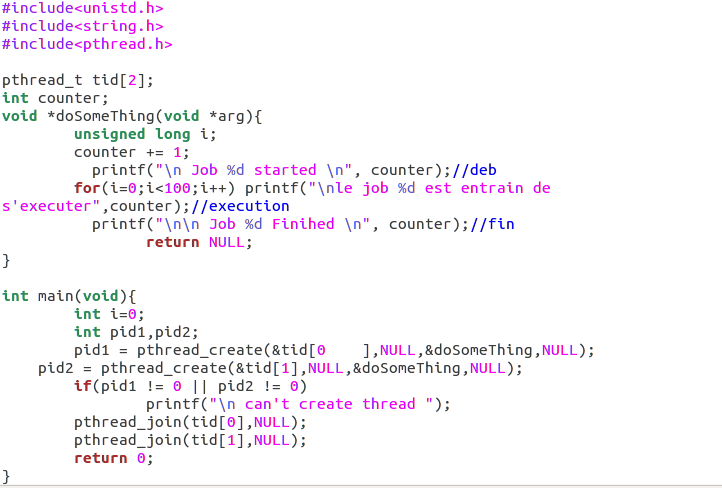 #include<unistd.h>
#include<string.h>
#include<pthread.h>

pthread_t tid[2];
int counter;
void *doSomeThing(void *arg){
        unsigned long i;
        counter += 1;
          printf("\n Job %d started \n", counter);//deb
        for(i=0;i<100;i++) printf("\nle job %d est entrain de
s'executer",counter);//execution
          printf("\n\n Job %d Finihed \n", counter);//fin
                return NULL;
}

int main(void){
        int i=0;
        int pid1,pid2;
        pid1 = pthread_create(&tid[0    ],NULL,&doSomeThing,NULL);
    pid2 = pthread_create(&tid[1],NULL,&doSomeThing,NULL);
        if(pid1 != 0 || pid2 != 0)
                printf("\n can't create thread ");
        pthread_join(tid[0],NULL);
        pthread_join(tid[1],NULL);
        return 0;
}